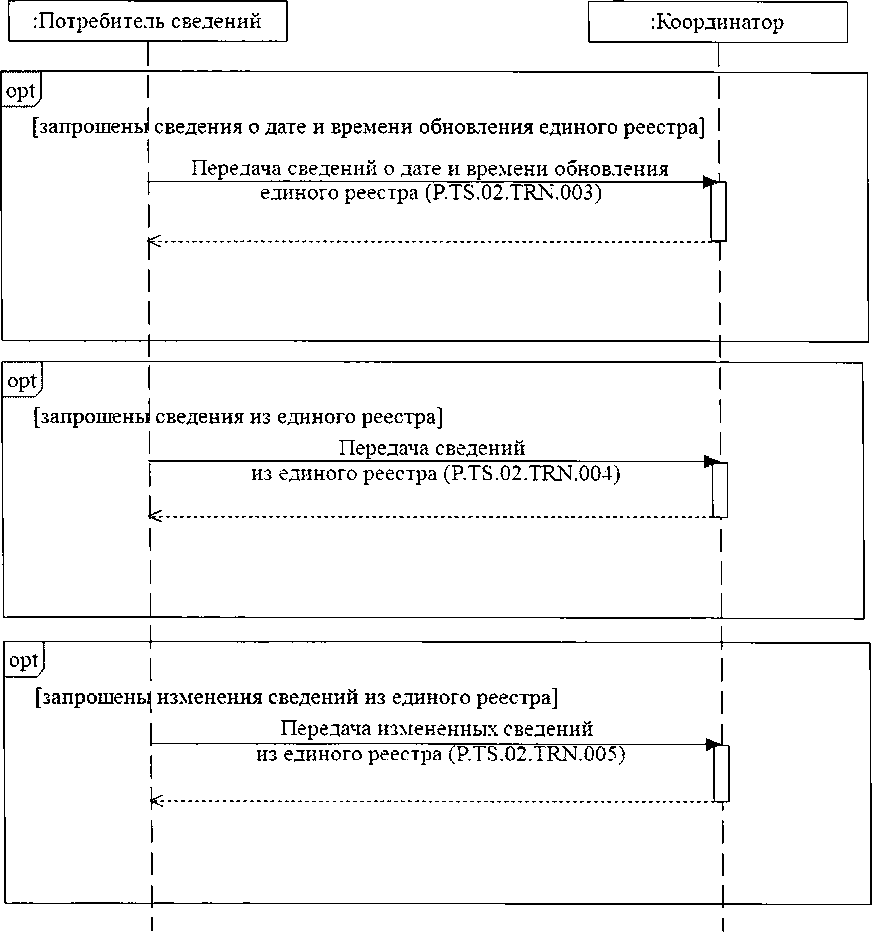 :Потребитель сведений
:Координатор
opt
[запрошены сведения о дате и времени обновления единого реестра]
Передача сведений о дате и времени обновления
единого реестра (P.TS.02.TRN.003)
opt
[запрошены сведения из единого реестра]
Передача сведений
из единого реестра (P.TS.02.TRN.004)
opt
[запрошены изменения сведений из единого реестра]
Передача измененных сведений
из единого реестра (P.TS.02.TRN.005)